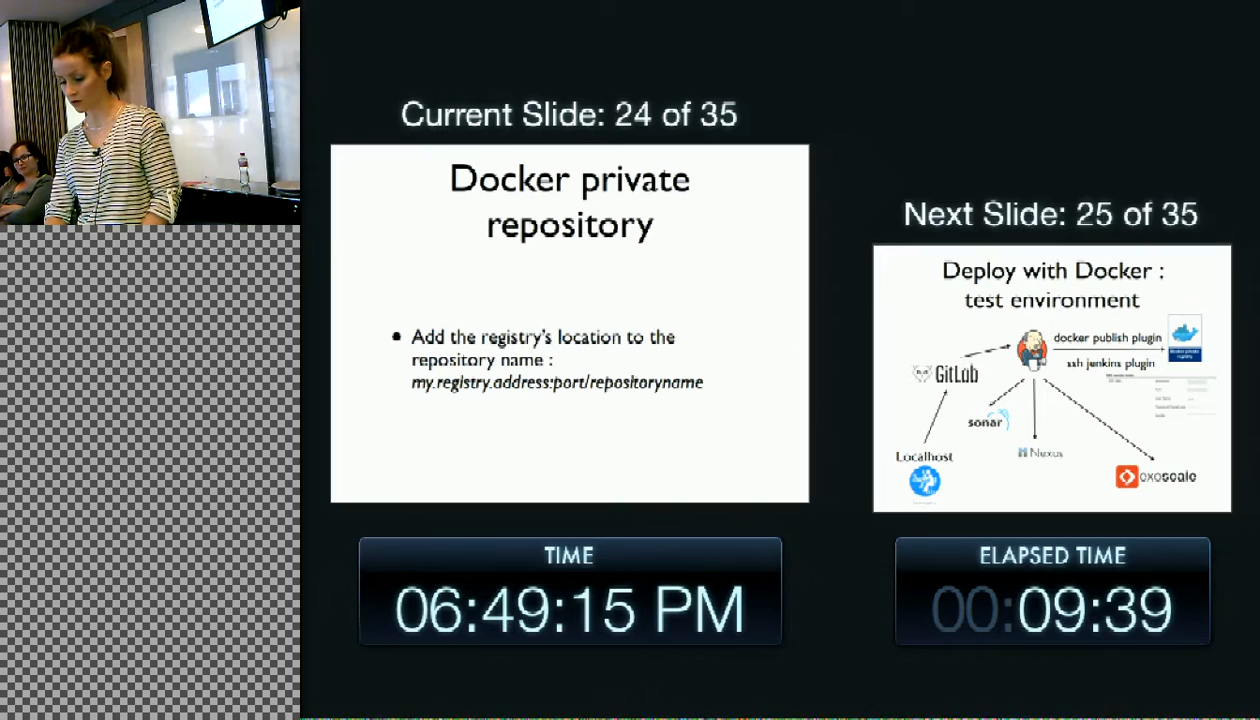 Current Slide: 24 of 35
Docker private
repository
• Add the registry's location to the
repository name :
my.registry.address:port/repositoryname
Next Slide: 25 of 35
Deploy with Docker :
test environment
docker publish plugin
ssh jenkins plugin
GitLab
sonar
Nexus
Localhost
exoscale
TIME
06:49:15 PM
ELAPSED TIME
00:09:39